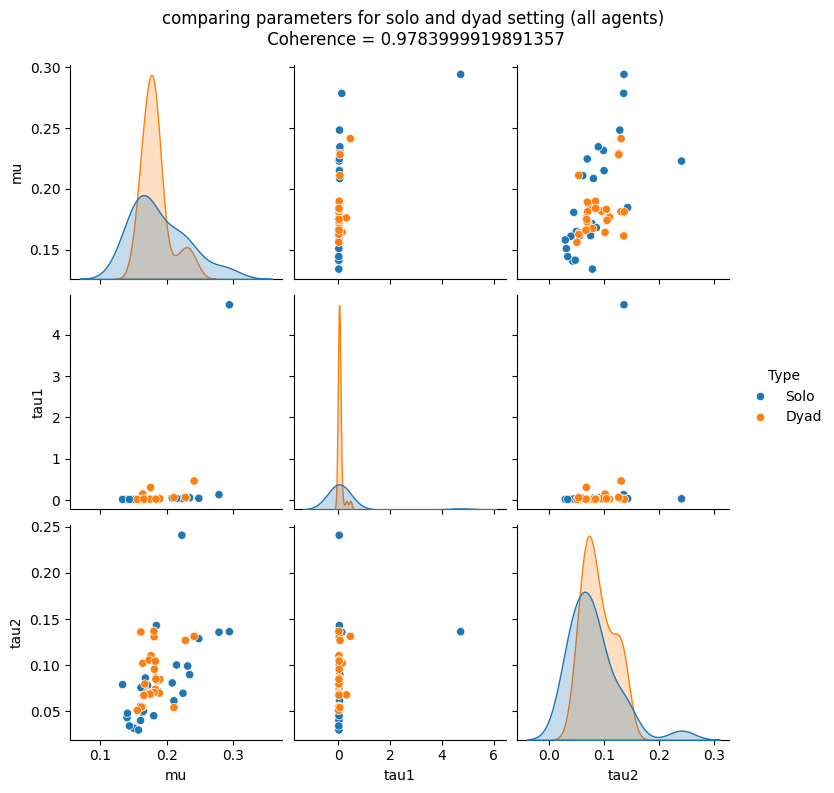 comparing parameters for solo and dyad setting (all agents)
Coherence = 0.9783999919891357
0.30
0.25
0.20
0.15
mu
4
3
2
1
0
tau1
Type
Solo
Dyad
0.25
0.20
0.15
0.10
0.05
tau2
0.1 0.2 0.3
0 2 4 6
0.0 0.1 0.2 0.3
mu
tau1
tau2